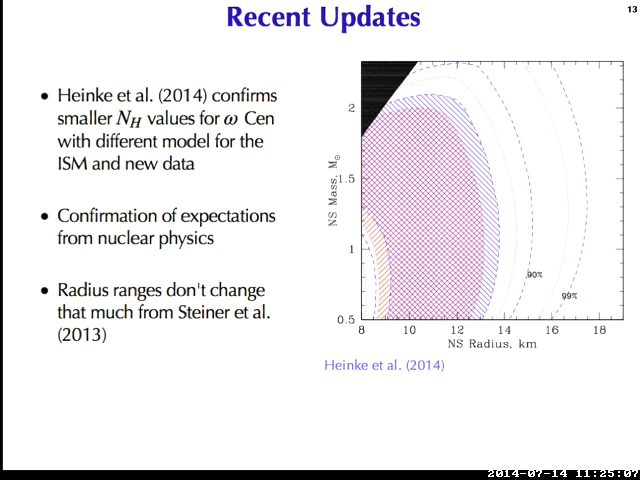 13
Recent Updates
• Heinke et al. (2014) confirms
smaller N_H values for ω Cen
with different model for the
ISM and new data
• Confirmation of expectations
from nuclear physics
• Radius ranges don't change
that much from Steiner et al.
(2013)
NS Mass, M☉
2
1.5
1
0.5
90%
99%
8 10 12 14 16 18
NS Radius, km
Heinke et al. (2014)
2014-07-14 11:25:07